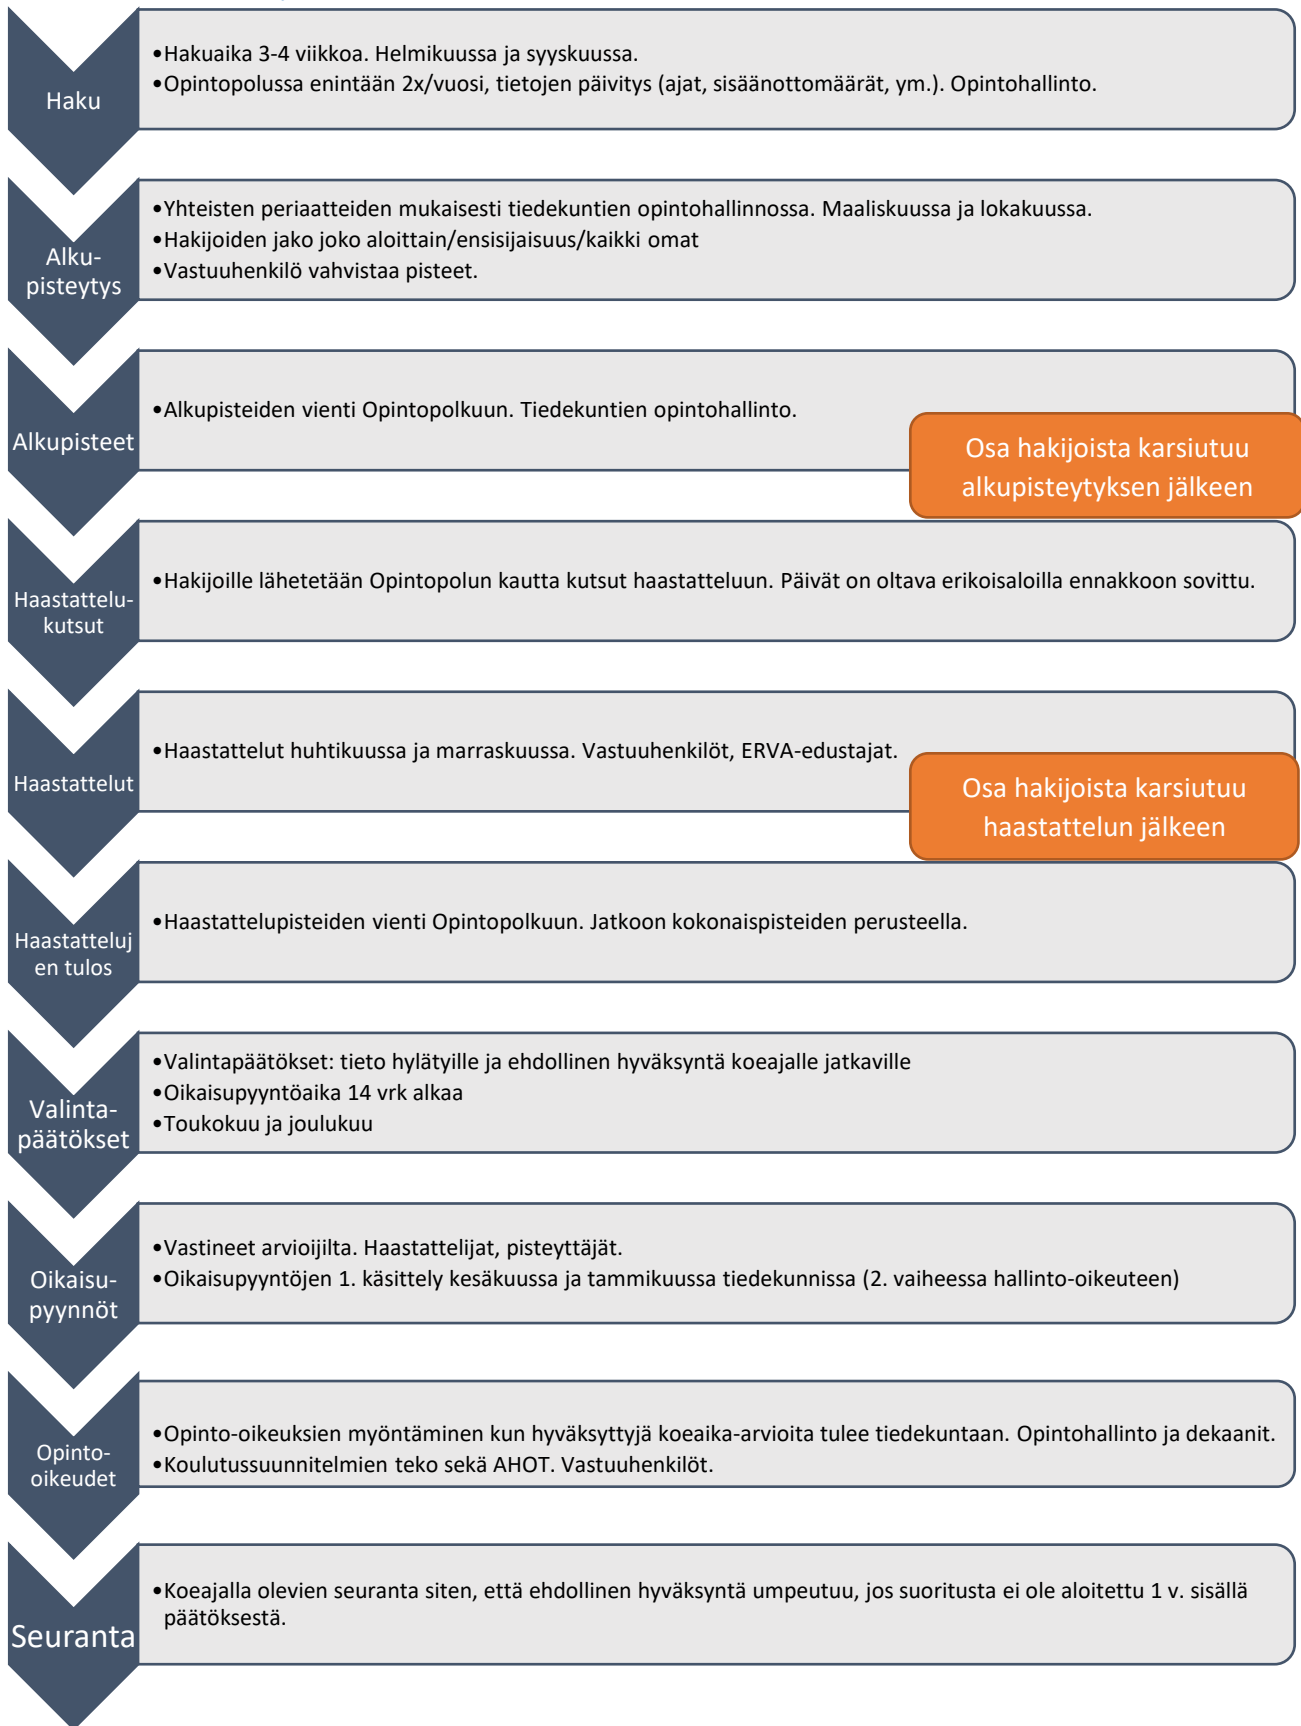 Haku
•Hakuaika 3-4 viikkoa. Helmikuussa ja syyskuussa.
•Opintopolussa enintään 2x/vuosi, tietojen päivitys (ajat, sisäänottomäärät, ym.). Opintohallinto.
Alku-
pisteytys
•Yhteisten periaatteiden mukaisesti tiedekuntien opintohallinnossa. Maaliskuussa ja lokakuussa.
•Hakijoiden jako joko aloittain/ensisijaisuus/kaikki omat
•Vastuuhenkilö vahvistaa pisteet.
Alkupisteet
•Alkupisteiden vienti Opintopolkuun. Tiedekuntien opintohallinto.
Osa hakijoista karsiutuu
alkupisteytyksen jälkeen
Haastattelu-
kutsut
•Hakijoille lähetetään Opintopolun kautta kutsut haastatteluun. Päivät on oltava erikoisaloilla ennakkoon sovittu.
Haastattelut
•Haastattelut huhtikuussa ja marraskuussa. Vastuuhenkilöt, ERVA-edustajat.
Osa hakijoista karsiutuu
haastattelun jälkeen
Haastatteluj
en tulos
•Haastattelupisteiden vienti Opintopolkuun. Jatkoon kokonaispisteiden perusteella.
Valinta-
päätökset
•Valintapäätökset: tieto hylätyille ja ehdollinen hyväksyntä koeajalle jatkaville
•Oikaisupyyntöaika 14 vrk alkaa
•Toukokuu ja joulukuu
Oikaisu-
pyynnöt
•Vastineet arvioijilta. Haastattelijat, pisteyttäjät.
•Oikaisupyyntöjen 1. käsittely kesäkuussa ja tammikuussa tiedekunnissa (2. vaiheessa hallinto-oikeuteen)
Opinto-
oikeudet
•Opinto-oikeuksien myöntäminen kun hyväksyttyjä koeaika-arvioita tulee tiedekuntaan. Opintohallinto ja dekaanit.
•Koulutussuunnitelmien teko sekä AHOT. Vastuuhenkilöt.
Seuranta
•Koeajalla olevien seuranta siten, että ehdollinen hyväksyntä umpeutuu, jos suoritusta ei ole aloitettu 1 v. sisällä
päätöksestä.